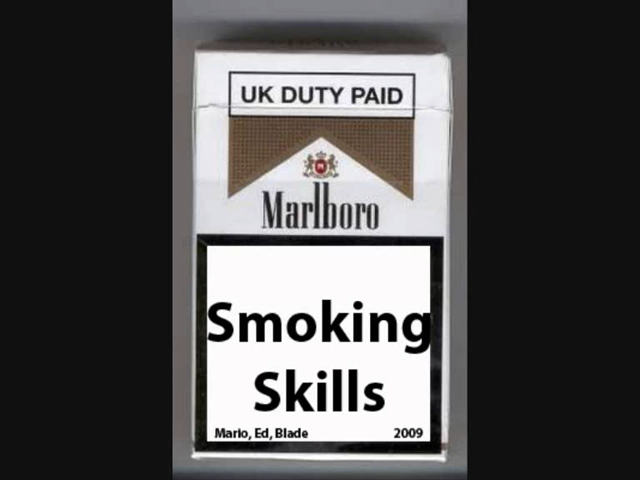 UK DUTY PAID
Marlboro
Smoking
Skills
Mario, Ed, Blade 2009